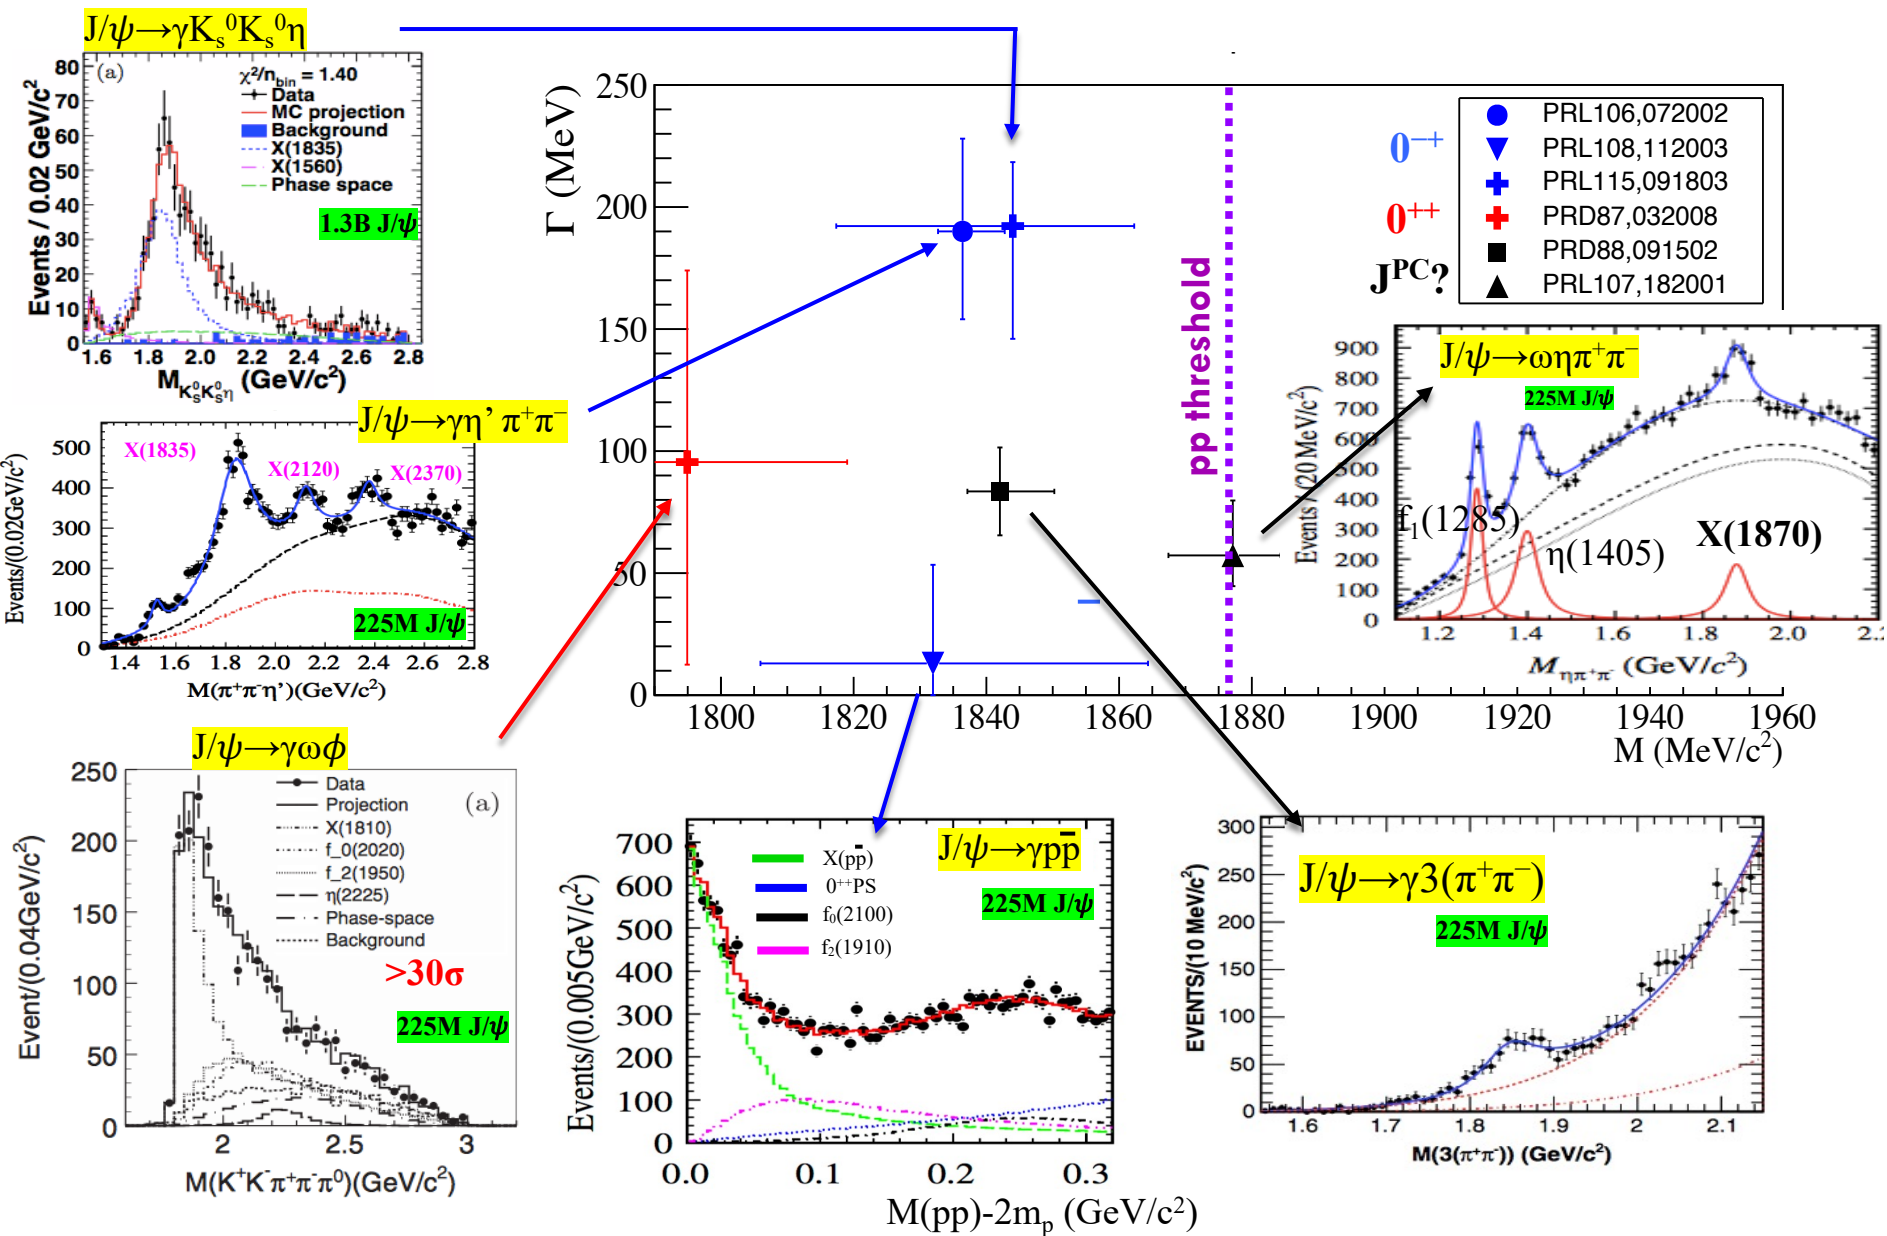 J/ψ→γKs⁰Ks⁰η
(a)
χ²/n_bin = 1.40
Data
MC projection
Background
X(1835)
X(1560)
Phase space
1.3B J/ψ
Events / 0.02 GeV/c²
80
70
60
50
40
30
20
10
0
1.6 1.8 2.0 2.2 2.4 2.6 2.8
M_K⁰_S K⁰_S η (GeV/c²)
J/ψ→γη’ π⁺π⁻
X(1835)
X(2120)
X(2370)
225M J/ψ
Events/(0.02GeV/c²)
500
400
300
200
100
0
1.4 1.6 1.8 2.0 2.2 2.4 2.6 2.8
M(π⁺π⁻η’)(GeV/c²)
J/ψ→γωϕ
(a)
Data
Projection
X(1810)
f_0(2020)
f_2(1950)
η(2225)
Phase-space
Background
>30σ
225M J/ψ
Event/(0.04GeV/c²)
250
200
150
100
50
0
2 2.5 3
M(K⁺K⁻π⁺π⁻π⁰)(GeV/c²)
Γ (MeV)
250
200
150
100
50
0
1800 1820 1840 1860 1880 1900 1920 1940 1960
M (MeV/c²)
pp threshold
0⁻⁺
0⁺⁺
J^PC?
PRL106,072002
PRL108,112003
PRL115,091803
PRD87,032008
PRD88,091502
PRL107,182001
J/ψ→ωηπ⁺π⁻
225M J/ψ
f₁(1285)
η(1405)
X(1870)
Events / (20 MeV/c²)
900
800
700
600
500
400
300
200
100
0
1.2 1.4 1.6 1.8 2.0 2.2
M_ηπ⁺π⁻ (GeV/c²)
J/ψ→γpp̄
X(pp̄)
0⁺⁺PS
f₀(2100)
f₂(1910)
225M J/ψ
Events/(0.005GeV/c²)
700
600
500
400
300
200
100
0
0.0 0.1 0.2 0.3
M(pp)-2m_p (GeV/c²)
J/ψ→γ3(π⁺π⁻)
225M J/ψ
EVENTS/(10 MeV/c²)
300
250
200
150
100
50
0
1.6 1.7 1.8 1.9 2 2.1
M(3(π⁺π⁻)) (GeV/c²)